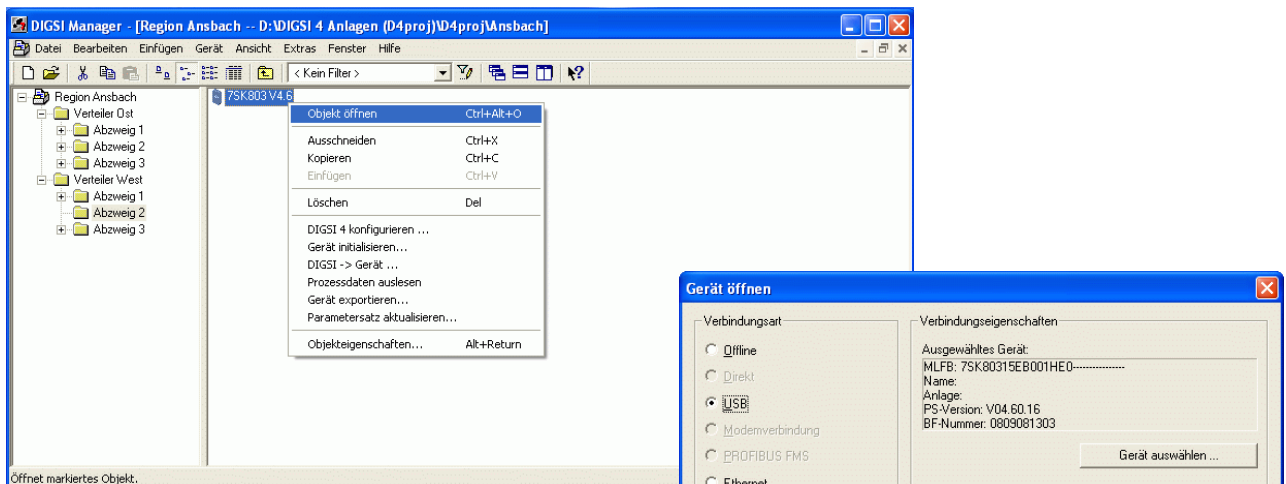 DIGSI Manager - [Region Ansbach -- D:\DIGSI 4 Anlagen (D4proj)\D4proj\Ansbach]
Datei Bearbeiten Einfügen Gerät Ansicht Extras Fenster Hilfe
< Kein Filter >
Region Ansbach
Verteiler Ost
Abzweig 1
Abzweig 2
Abzweig 3
Verteiler West
Abzweig 1
Abzweig 2
Abzweig 3
7SK803 V4.6
Objekt öffnen Ctrl+Alt+O
Ausschneiden Ctrl+X
Kopieren Ctrl+C
Einfügen Ctrl+V
Löschen Del
DIGSI 4 konfigurieren ...
Gerät initialisieren...
DIGSI -> Gerät ...
Prozessdaten auslesen
Gerät exportieren...
Parametersatz aktualisieren...
Objekteigenschaften... Alt+Return
Öffnet markiertes Objekt.
Gerät öffnen
Verbindungsart
Offline
Direkt
USB
Modemverbindung
PROFIBUS FMS
Ethernet
Verbindungseigenschaften
Ausgewähltes Gerät:
MLFB: 7SK80315EB001HE0---------------
Name:
Anlage:
PS-Version: V04.60.16
BF-Nummer: 0809081303
Gerät auswählen ...